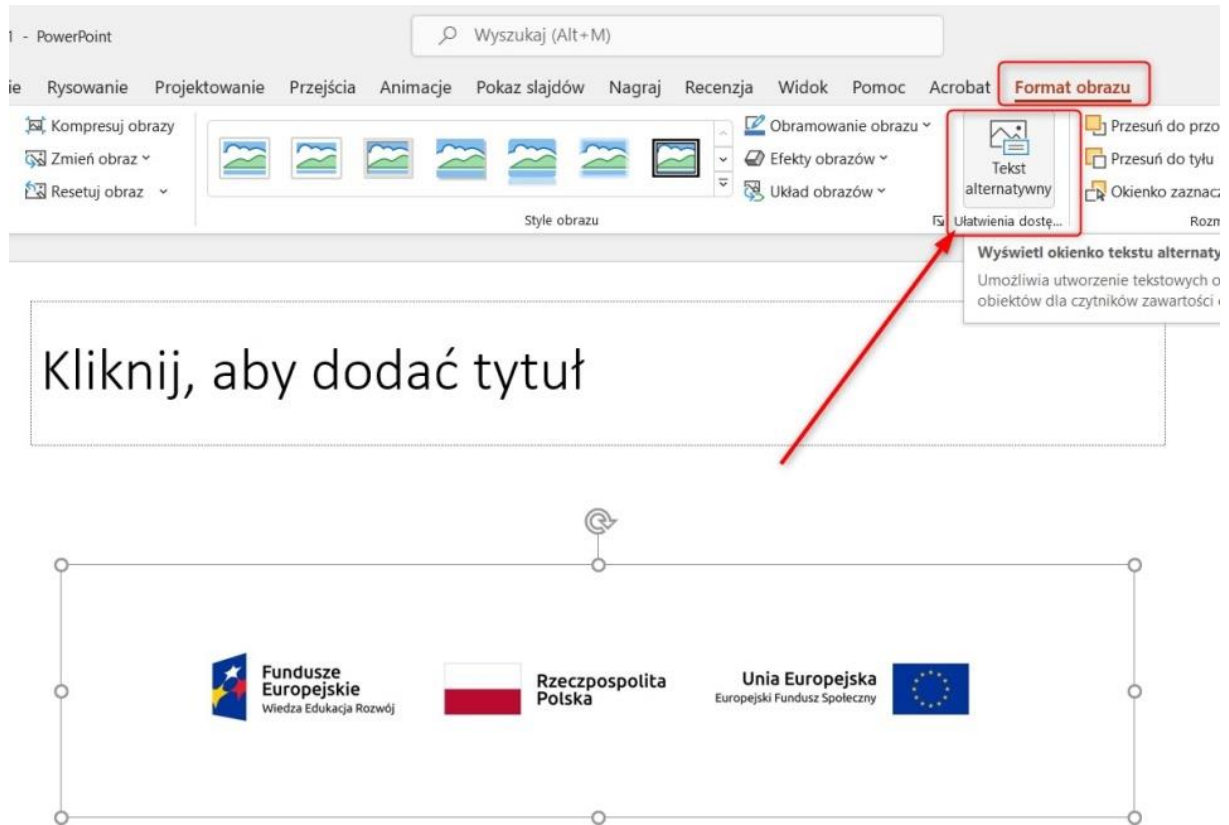 1 - PowerPoint
Wyszukaj (Alt+M)
ie Rysowanie Projektowanie Przejścia Animacje Pokaz slajdów Nagraj Recenzja Widok Pomoc Acrobat Format obrazu
Kompresuj obrazy
Zmień obraz
Resetuj obraz
Style obrazu
Obramowanie obrazu
Efekty obrazów
Układ obrazów
Tekst
alternatywny
Ułatwienia dostę...
Przesuń do przo
Przesuń do tyłu
Okienko zaznacz
Rozm
Wyświetl okienko tekstu alternaty
Umożliwia utworzenie tekstowych o
obiektów dla czytników zawartości e
Kliknij, aby dodać tytuł
Fundusze
Europejskie
Wiedza Edukacja Rozwój
Rzeczpospolita
Polska
Unia Europejska
Europejski Fundusz Społeczny